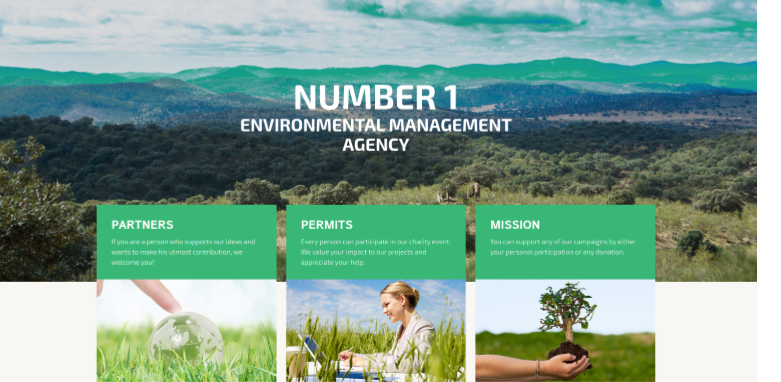 NUMBER 1
ENVIRONMENTAL MANAGEMENT
AGENCY
PARTNERS
If you are a person who supports our ideas and
wants to make his utmost contribution, we
welcome you!
PERMITS
Every person can participate in our charity event.
We value your impact to our projects and
appreciate your help.
MISSION
You can support any of our campaigns by either
your personal participation or any donation.